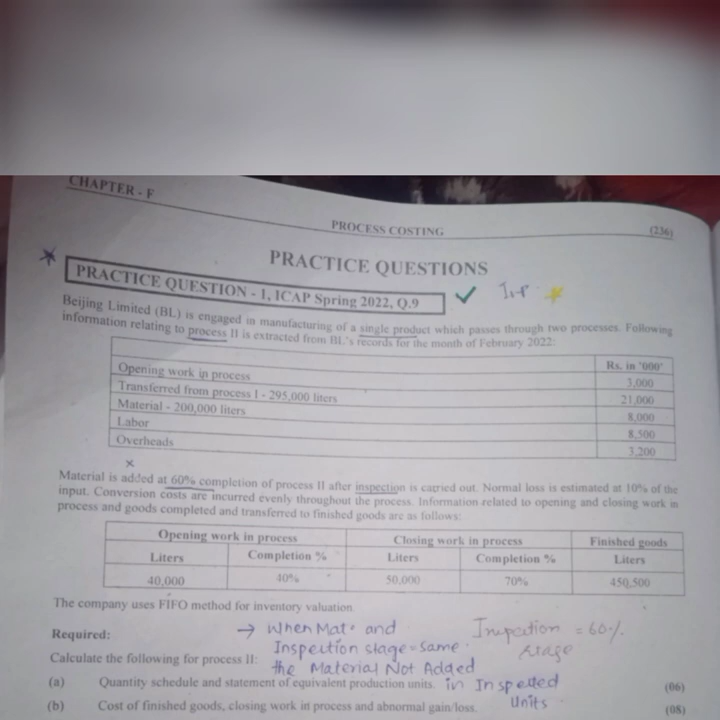 CHAPTER - F
PROCESS COSTING
(236)
PRACTICE QUESTIONS
PRACTICE QUESTION - 1, ICAP Spring 2022, Q.9
Imp
Beijing Limited (BL) is engaged in manufacturing of a single product which passes through two processes. Following
information relating to process II is extracted from BL's records for the month of February 2022:
Rs. in '000'
Opening work in process 3,000
Transferred from process I - 295,000 liters 21,000
Material - 200,000 liters 8,000
Labor 8,500
Overheads 3,200
Material is added at 60% completion of process II after inspection is carried out. Normal loss is estimated at 10% of the
input. Conversion costs are incurred evenly throughout the process. Information related to opening and closing work in
process and goods completed and transferred to finished goods are as follows:
Opening work in process Closing work in process Finished goods
Liters Completion % Liters Completion % Liters
40,000 40% 50,000 70% 450,500
The company uses FIFO method for inventory valuation.
Required:
→ When Mat. and
Inspection stage = Same.
the Material Not Added
in Inspected
Units
Inspection = 60%
stage
Calculate the following for process II:
(a) Quantity schedule and statement of equivalent production units. (06)
(b) Cost of finished goods, closing work in process and abnormal gain/loss. (08)